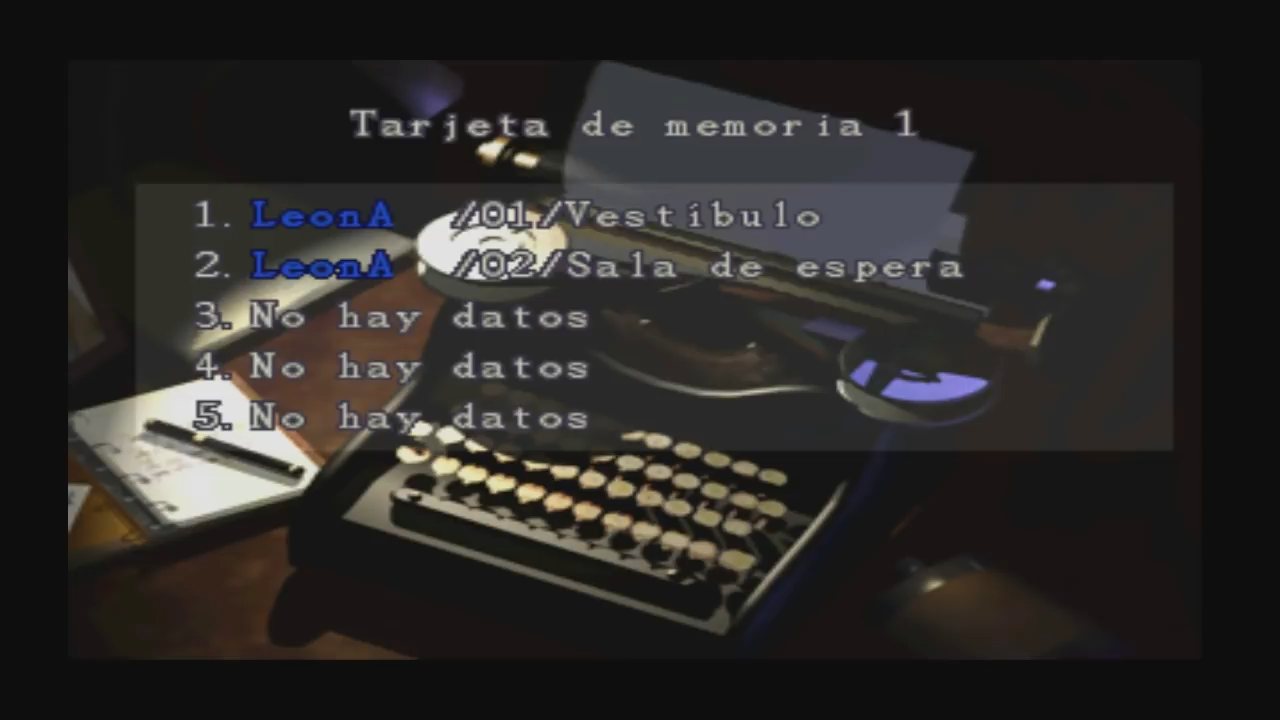 Tarjeta de memoria 1
1. LeonA /01/Vestíbulo
2. LeonA /02/Sala de espera
3. No hay datos
4. No hay datos
5. No hay datos